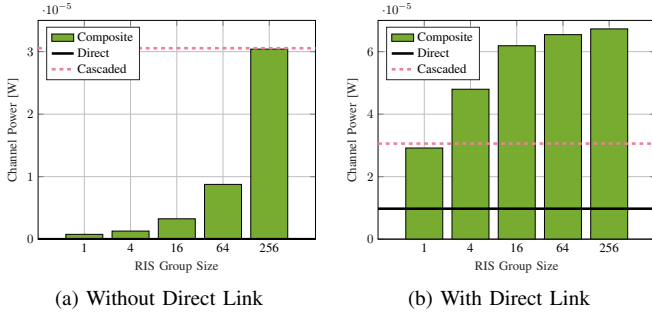 ·10⁻⁵
Composite
Direct
Cascaded
3
2
1
0
Channel Power [W]
1 4 16 64 256
RIS Group Size
(a) Without Direct Link
·10⁻⁵
Composite
Direct
Cascaded
6
4
2
0
Channel Power [W]
1 4 16 64 256
RIS Group Size
(b) With Direct Link